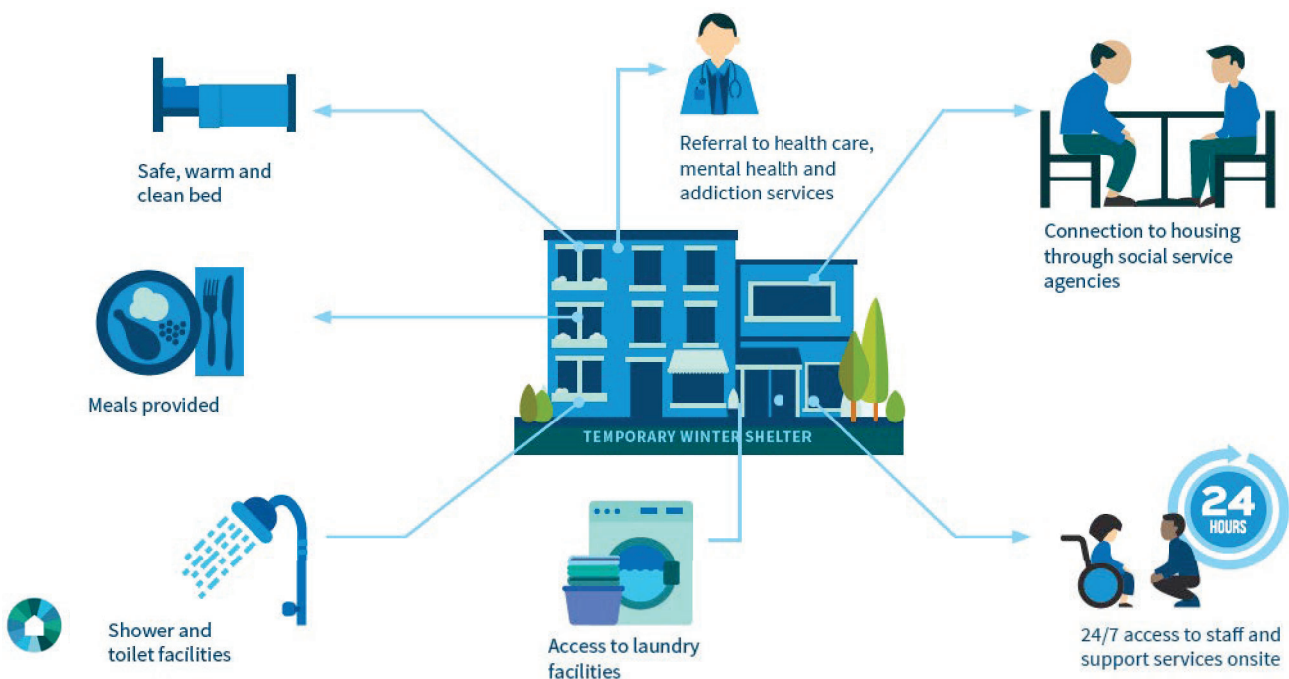 Safe, warm and
clean bed
Referral to health care,
mental health and
addiction services
Connection to housing
through social service
agencies
Meals provided
TEMPORARY WINTER SHELTER
Shower and
toilet facilities
Access to laundry
facilities
24
HOURS
24/7 access to staff and
support services onsite